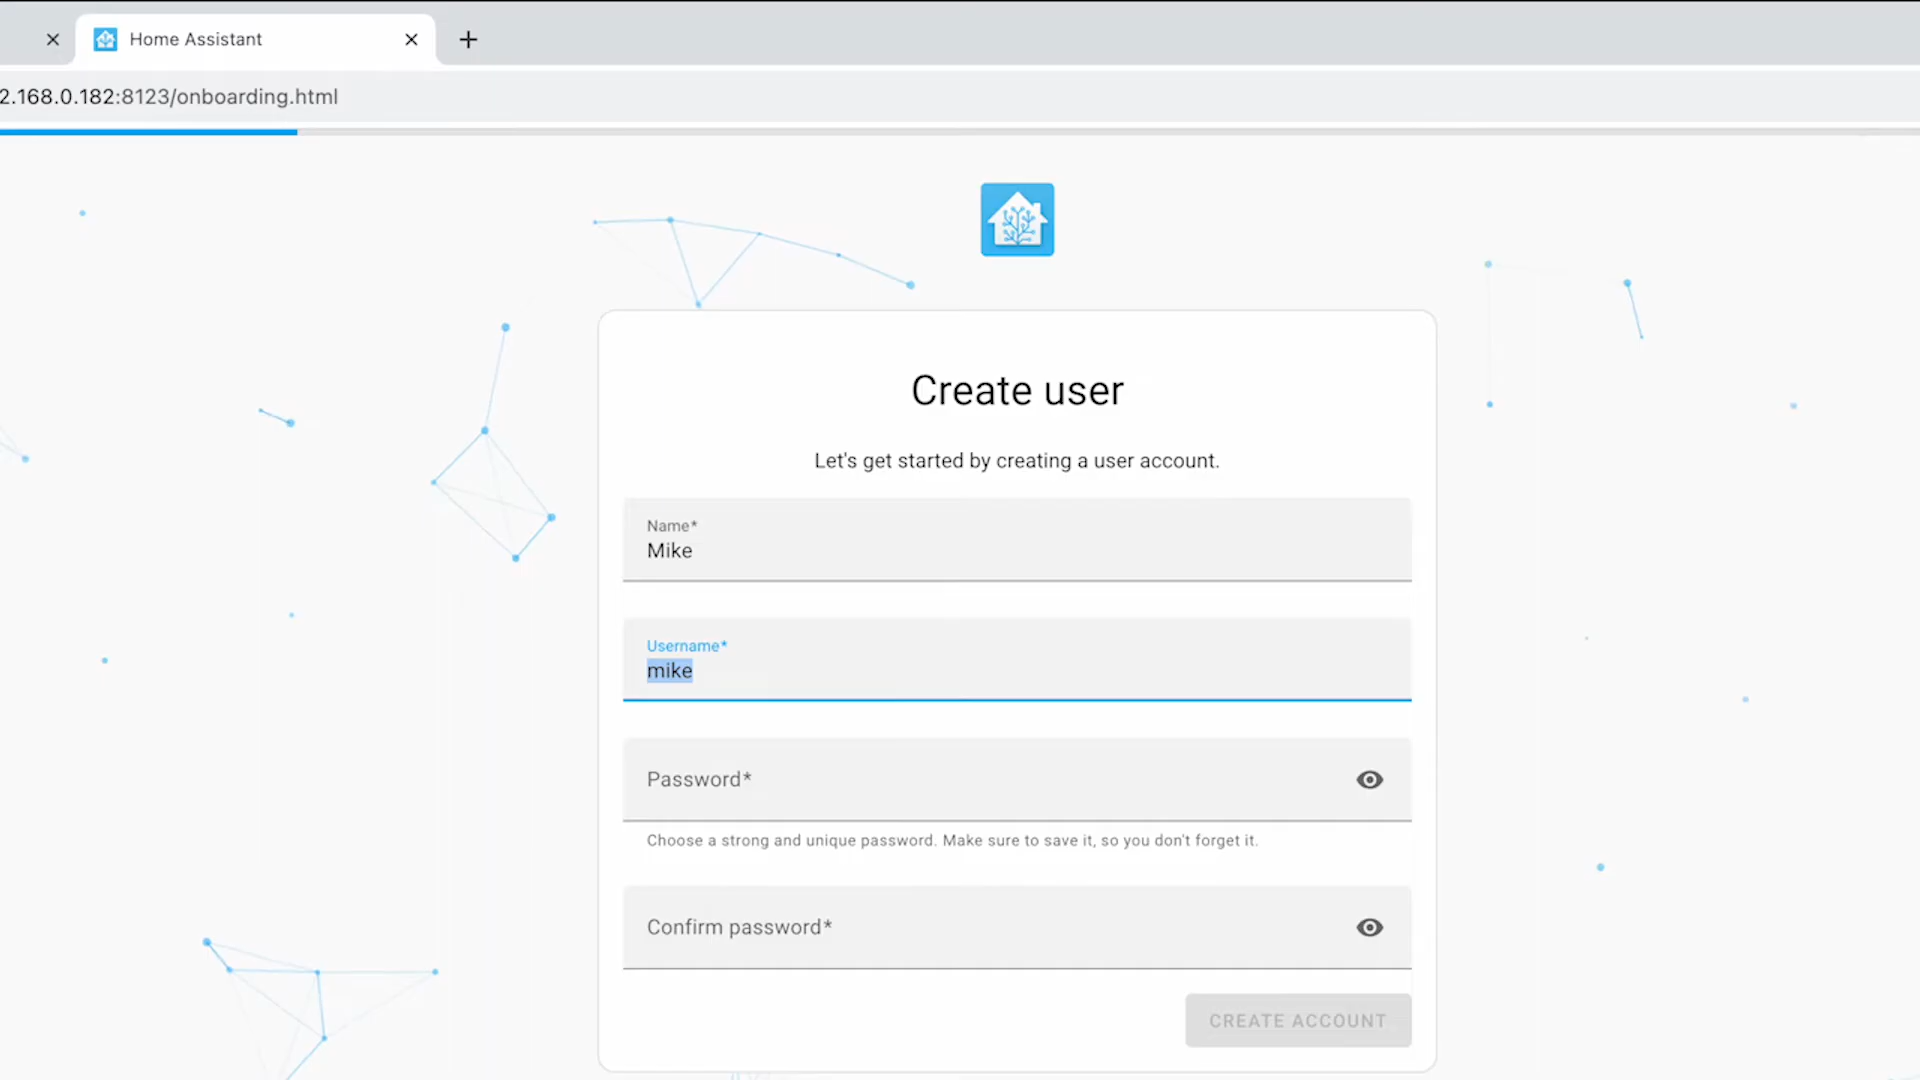 Home Assistant
2.168.0.182:8123/onboarding.html
Create user
Let's get started by creating a user account.
Name*
Mike
Username*
mike
Password*
Choose a strong and unique password. Make sure to save it, so you don't forget it.
Confirm password*
CREATE ACCOUNT